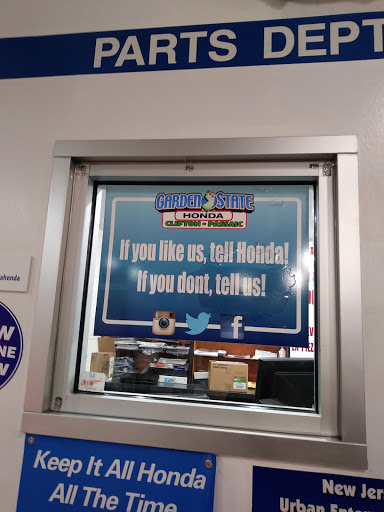 PARTS DEPT
GARDEN STATE
HONDA
CLIFTON - PASSAIC
If you like us, tell Honda!
If you dont, tell us!
f
ahonda
Keep It All Honda
All The Time
New Jer
Urban